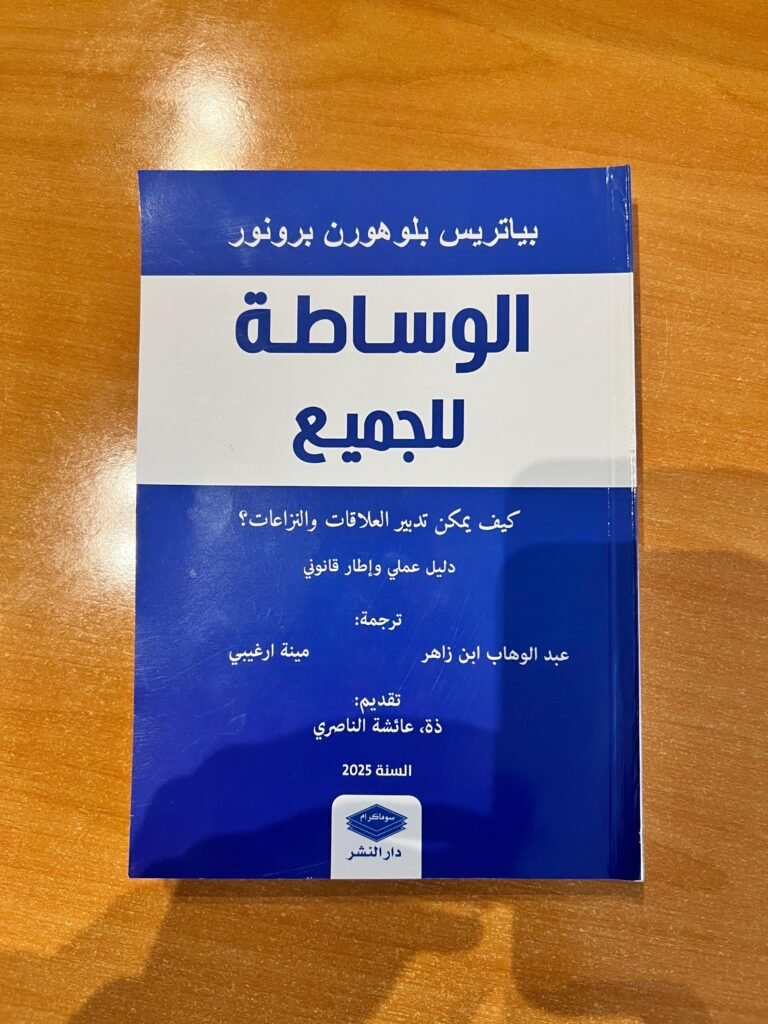 بياتريس بلوهورن برونور
الوساطة
للجميع
كيف يمكن تدبير العلاقات والنزاعات؟
دليل عملي وإطار قانوني
ترجمة:
عبد الوهاب ابن زاهر مينة ارغيبي
تقديم:
ذة، عائشة الناصري
السنة 2025
سوماكرام
دار النشر